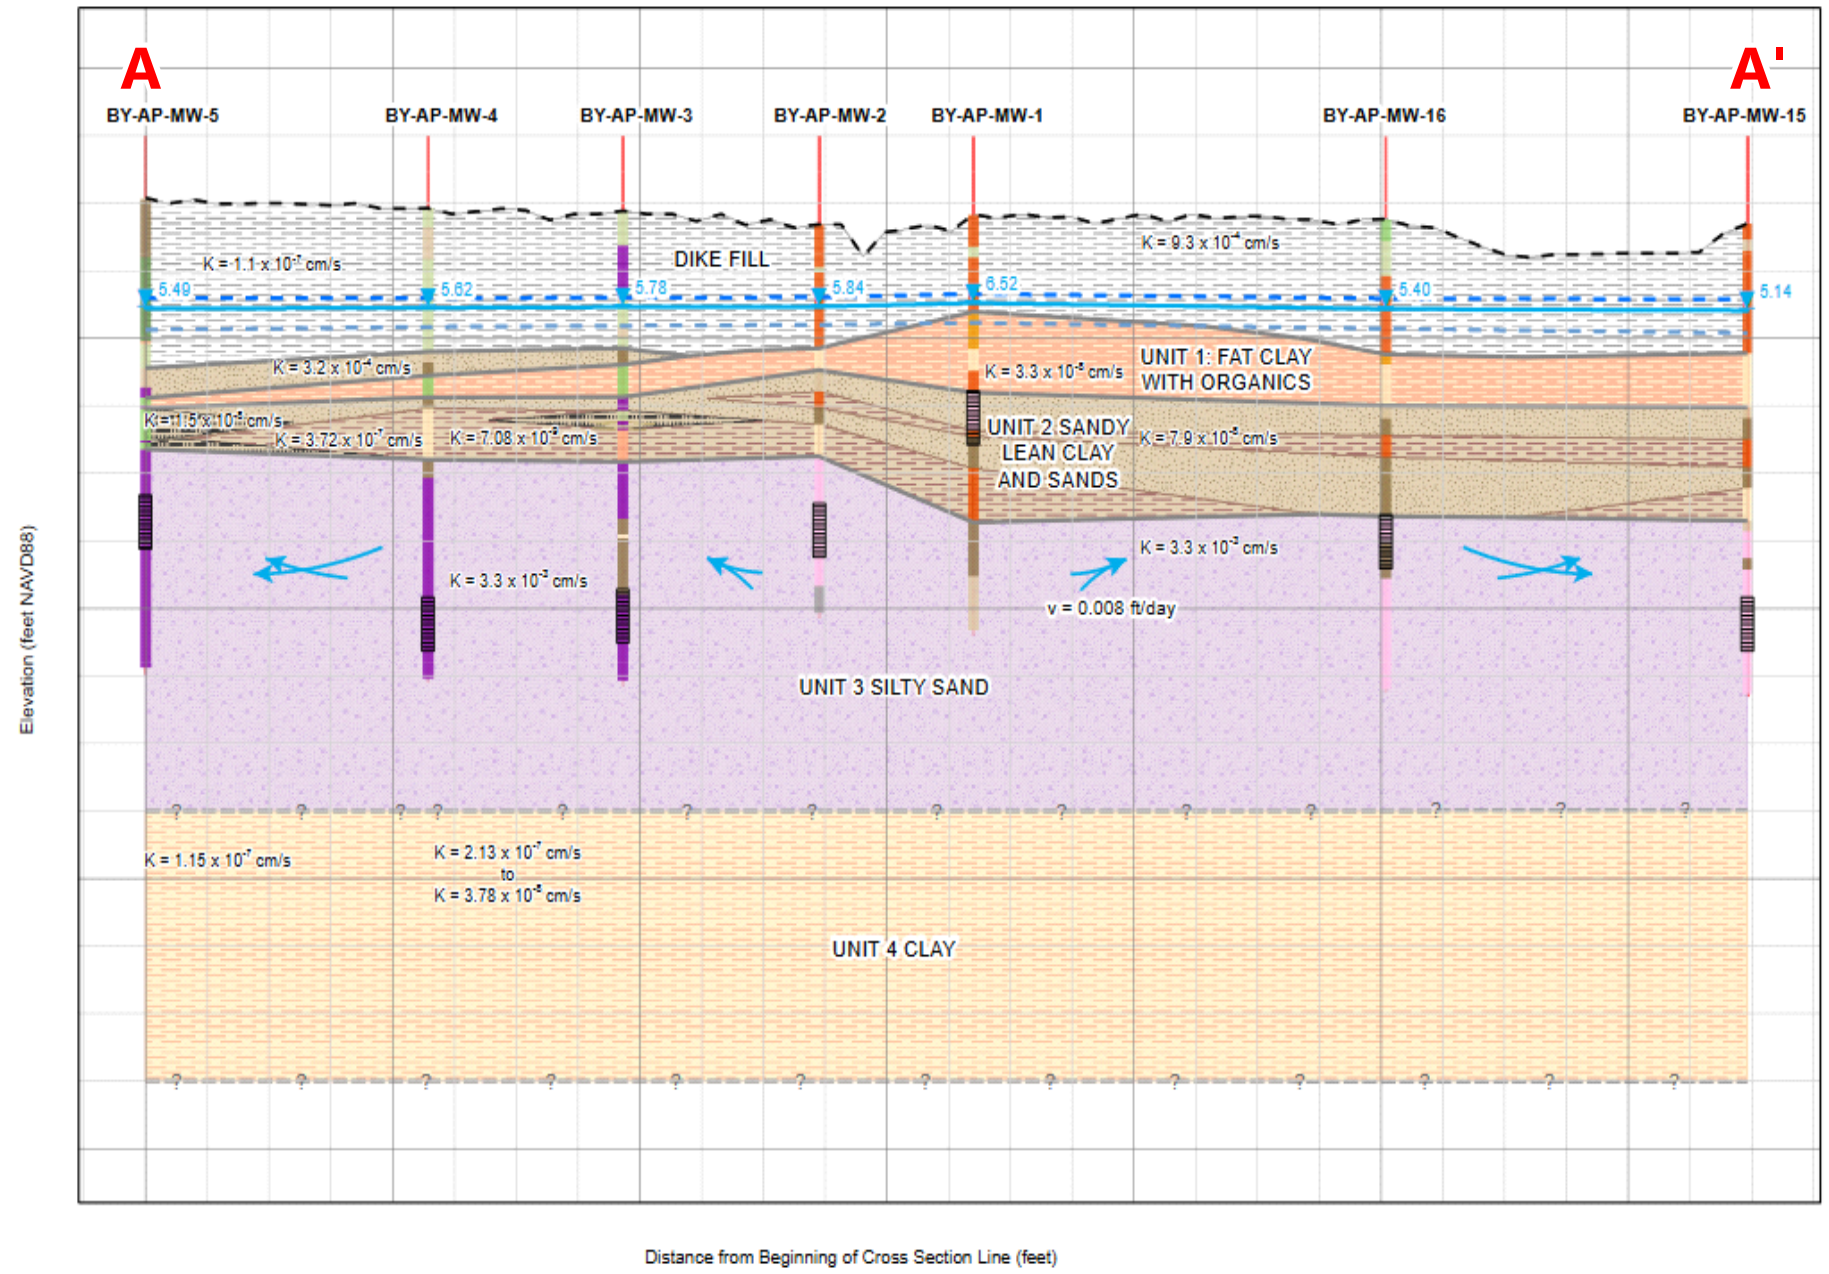 A
A'
BY-AP-MW-5
BY-AP-MW-4
BY-AP-MW-3
BY-AP-MW-2
BY-AP-MW-1
BY-AP-MW-16
BY-AP-MW-15
K = 1.1 x 10⁻⁷ cm/s
DIKE FILL
K = 9.3 x 10⁻⁴ cm/s
5.49
5.62
5.78
5.84
6.52
5.40
5.14
K = 3.2 x 10⁻⁴ cm/s
K = 3.3 x 10⁻⁸ cm/s
UNIT 1: FAT CLAY
WITH ORGANICS
K = 1.5 x 10⁻⁸ cm/s
K = 3.72 x 10⁻⁷ cm/s
K = 7.08 x 10⁻⁹ cm/s
UNIT 2 SANDY
LEAN CLAY
AND SANDS
K = 7.9 x 10⁻⁸ cm/s
K = 3.3 x 10⁻³ cm/s
K = 3.3 x 10⁻³ cm/s
v = 0.008 ft/day
UNIT 3 SILTY SAND
? ? ? ? ? ? ? ? ? ? ? ? ? ?
K = 1.15 x 10⁻⁷ cm/s
K = 2.13 x 10⁻⁷ cm/s
to
K = 3.78 x 10⁻⁸ cm/s
UNIT 4 CLAY
? ? ? ? ? ? ? ? ? ? ? ? ?
Elevation (feet NAVD88)
Distance from Beginning of Cross Section Line (feet)